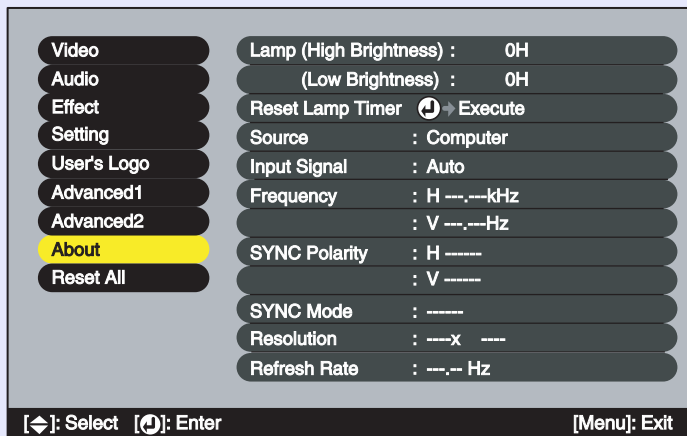 Video
Audio
Effect
Setting
User's Logo
Advanced1
Advanced2
About
Reset All
Lamp (High Brightness) : 0H
(Low Brightness) : 0H
Reset Lamp Timer Execute
Source : Computer
Input Signal : Auto
Frequency : H ---.---kHz
: V ---.---Hz
SYNC Polarity : H ------
: V ------
SYNC Mode : ------
Resolution : ----x ----
Refresh Rate : ---.-- Hz
[ ]: Select [ ]: Enter [Menu]: Exit